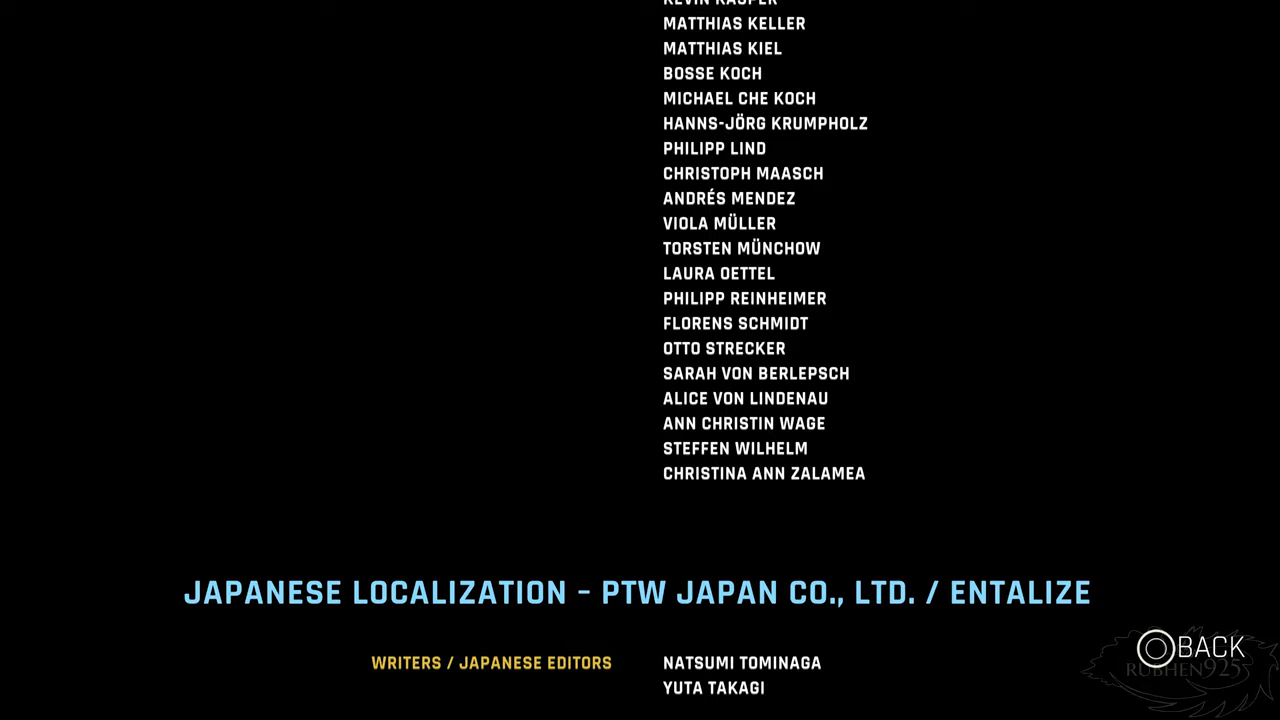 KEVIN KASPER
MATTHIAS KELLER
MATTHIAS KIEL
BOSSE KOCH
MICHAEL CHE KOCH
HANNS-JÖRG KRUMPHOLZ
PHILIPP LIND
CHRISTOPH MAASCH
ANDRÉS MENDEZ
VIOLA MÜLLER
TORSTEN MÜNCHOW
LAURA OETTEL
PHILIPP REINHEIMER
FLORENS SCHMIDT
OTTO STRECKER
SARAH VON BERLEPSCH
ALICE VON LINDENAU
ANN CHRISTIN WAGE
STEFFEN WILHELM
CHRISTINA ANN ZALAMEA
JAPANESE LOCALIZATION - PTW JAPAN CO., LTD. / ENTALIZE
WRITERS / JAPANESE EDITORS NATSUMI TOMINAGA
YUTA TAKAGI
BACK
RUBHEN925